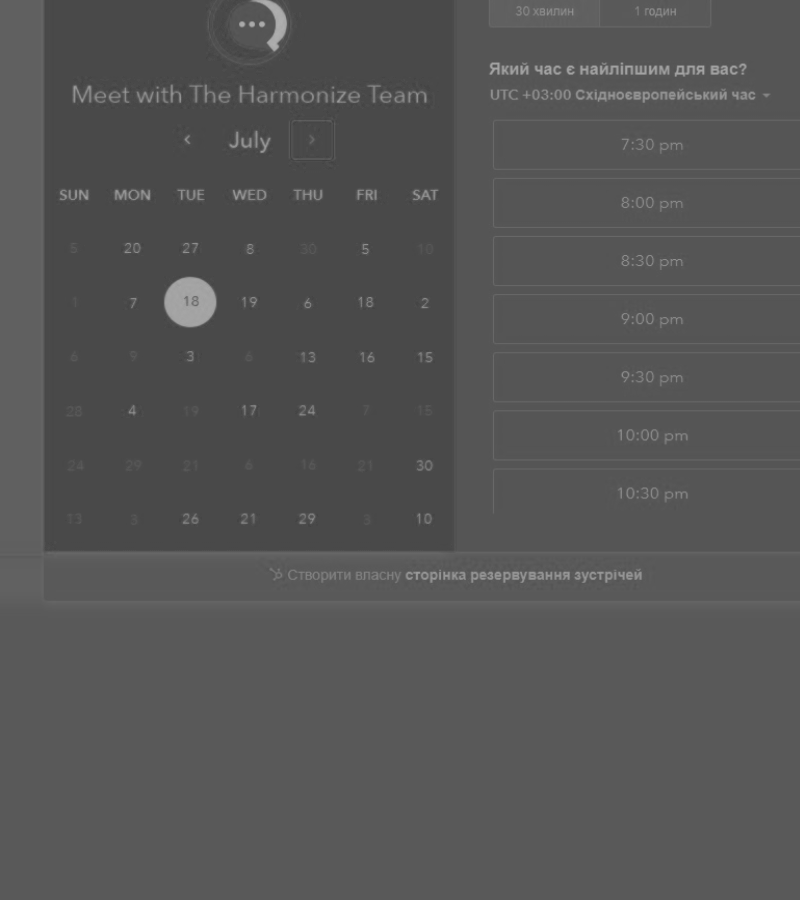 30 хвилин 1 годин
Meet with The Harmonize Team
July
SUN MON TUE WED THU FRI SAT
5 20 27 8 30 5 10
1 7 18 19 6 18 2
6 9 3 6 13 16 15
28 4 19 17 24 7 15
24 29 21 6 16 21 30
13 3 26 21 29 3 10
Який час є найліпшим для вас?
UTC +03:00 Східноєвропейський час
7:30 pm
8:00 pm
8:30 pm
9:00 pm
9:30 pm
10:00 pm
10:30 pm
Створити власну сторінка резервування зустрічей